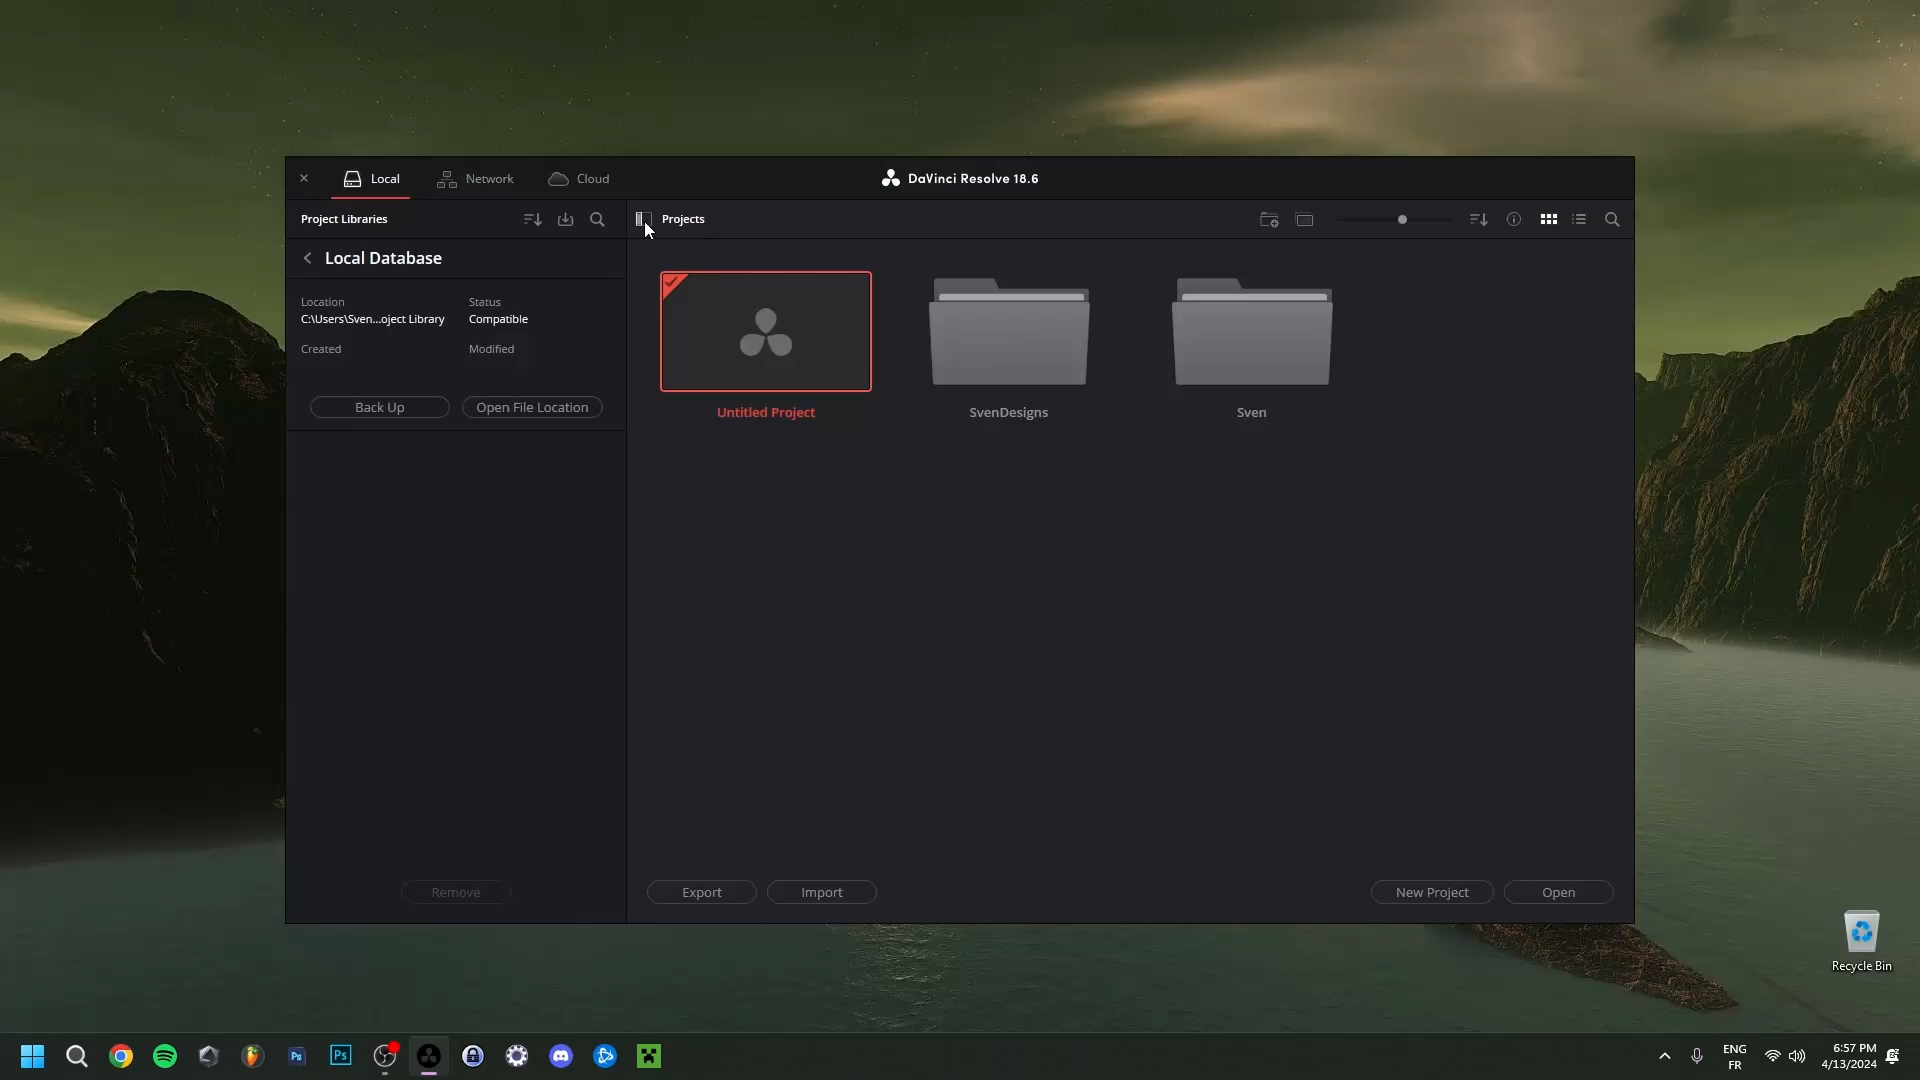 Local
Network
Cloud
DaVinci Resolve 18.6
Project Libraries
Projects
Local Database
Location
Status
C:\Users\Sven...oject Library
Compatible
Created
Modified
Back Up
Open File Location
Untitled Project
SvenDesigns
Sven
Remove
Export
Import
New Project
Open
Recycle Bin
Ps
Ps
ENG
FR
6:57 PM
4/13/2024